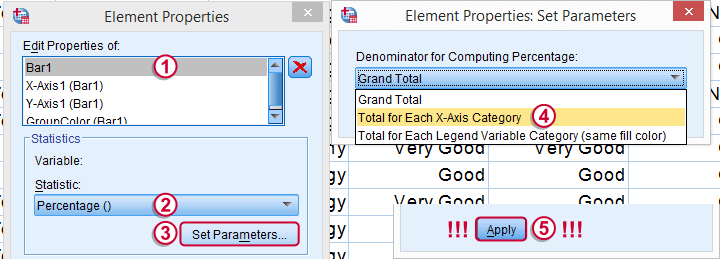 Element Properties
Edit Properties of:
Bar1
①
X-Axis1 (Bar1)
Y-Axis1 (Bar1)
GroupColor (Bar1)
Statistics
Variable:
Statistic:
Percentage ()
②
③
Set Parameters...
Element Properties: Set Parameters
Denominator for Computing Percentage:
Grand Total
Grand Total
Total for Each X-Axis Category
④
Total for Each Legend Variable Category (same fill color)
Very Good
Very Good
Good
Good
Very Good
Good
!!! Apply ⑤ !!!